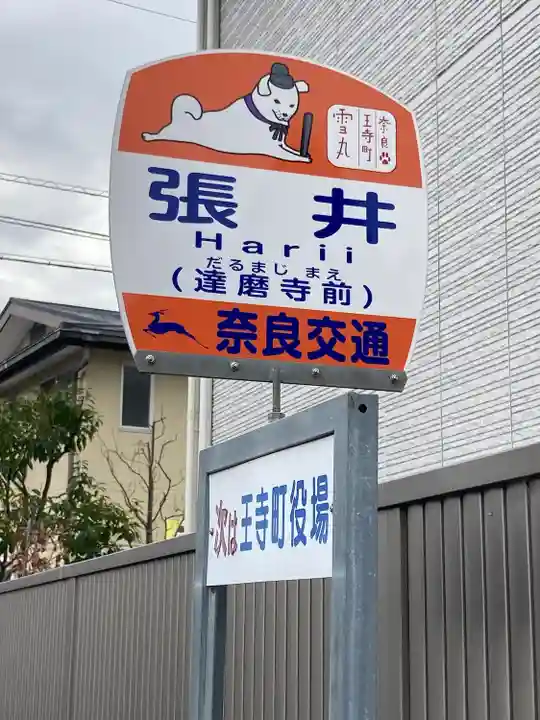 奈良
王寺町
雪丸
張井
Harii
だるまじ まえ
(達磨寺前)
奈良交通
次は王寺町役場